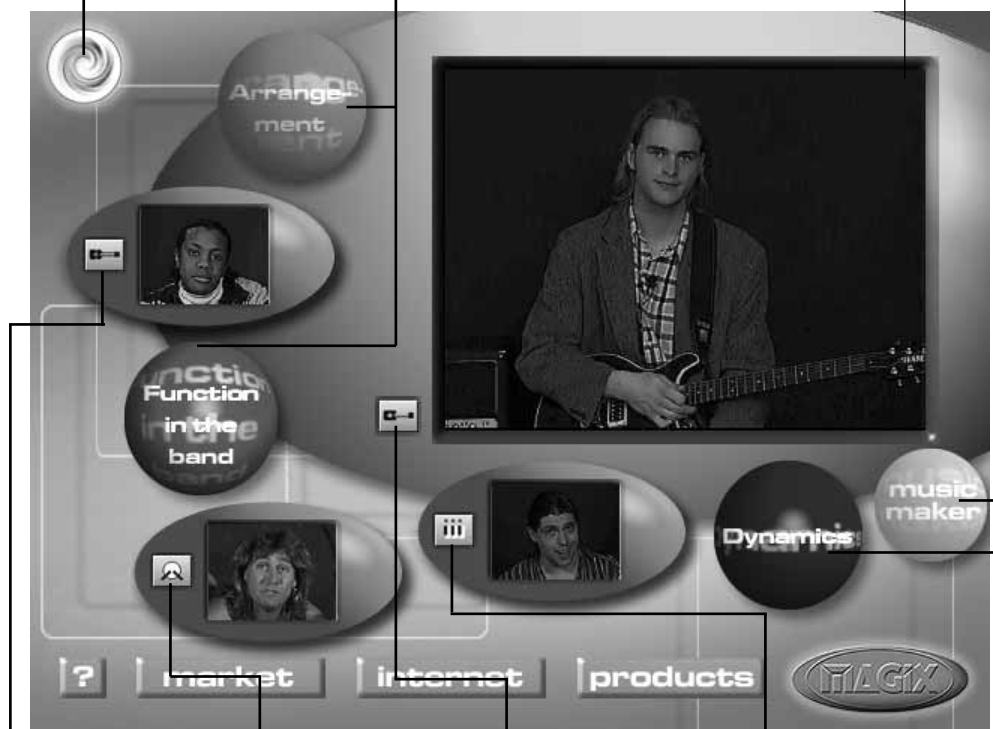 Arrange-
ment
Function
in the
band
music
maker
Dynamics
?
market
internet
products
MAGIX